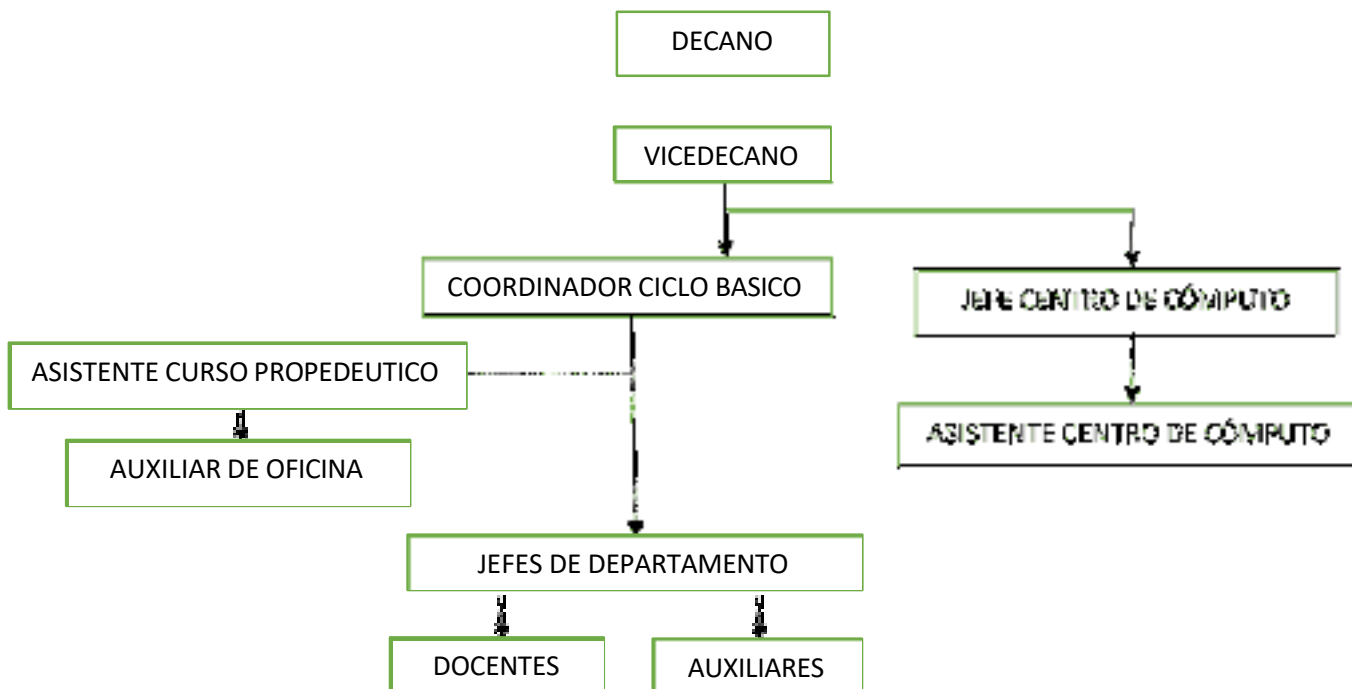 DECANO
VICEDECANO
COORDINADOR CICLO BASICO
JEFE CENTRO DE CÓMPUTO
ASISTENTE CURSO PROPEDEUTICO
ASISTENTE CENTRO DE CÓMPUTO
AUXILIAR DE OFICINA
JEFES DE DEPARTAMENTO
DOCENTES
AUXILIARES